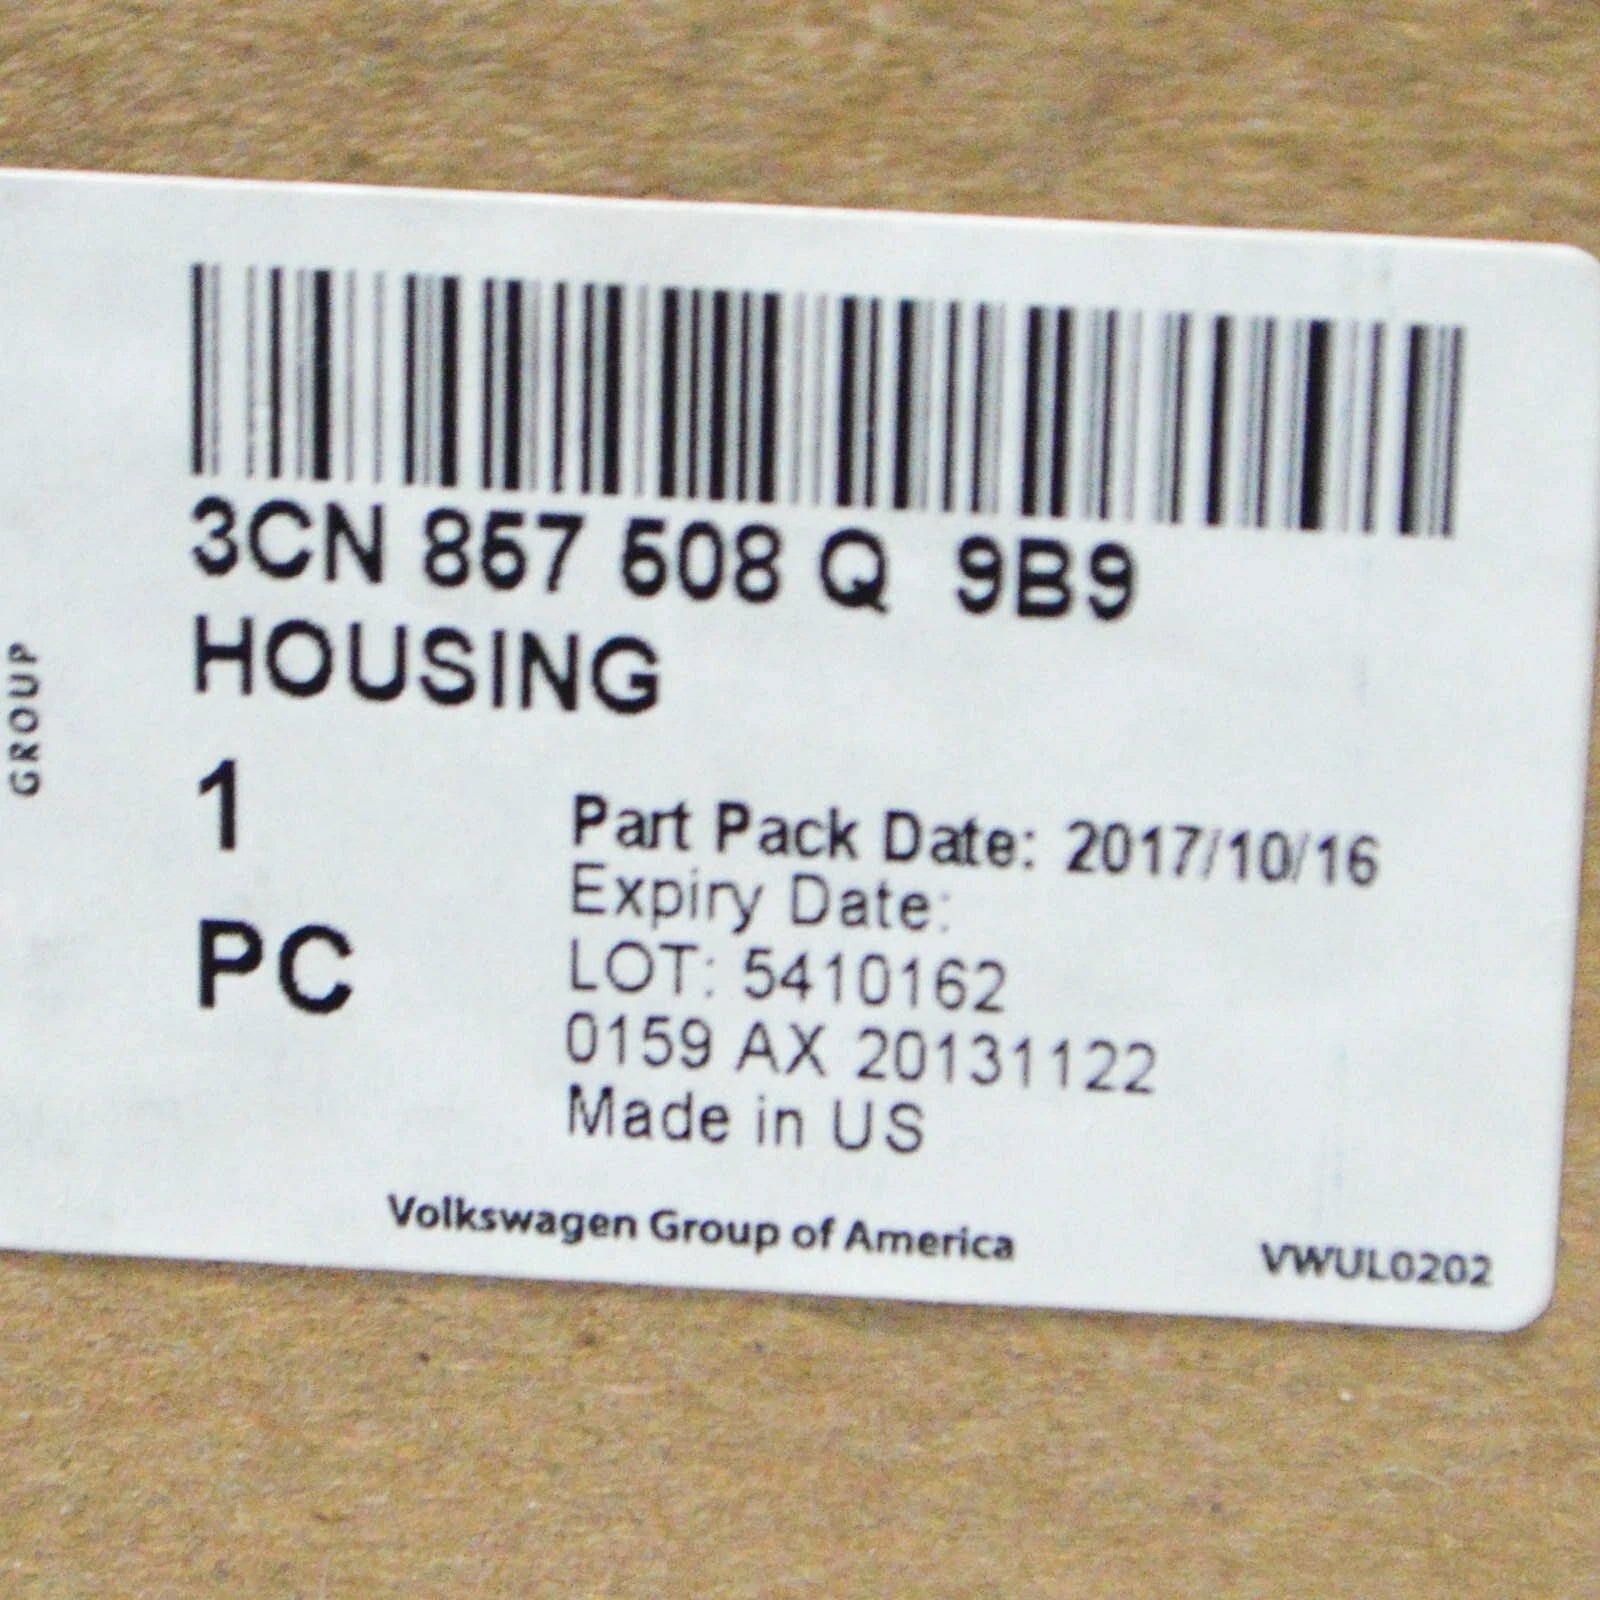 3CN 857 508 Q 9B9
HOUSING
GROUP
1
PC
Part Pack Date: 2017/10/16
Expiry Date:
LOT: 5410162
0159 AX 20131122
Made in US
Volkswagen Group of America
VWUL0202